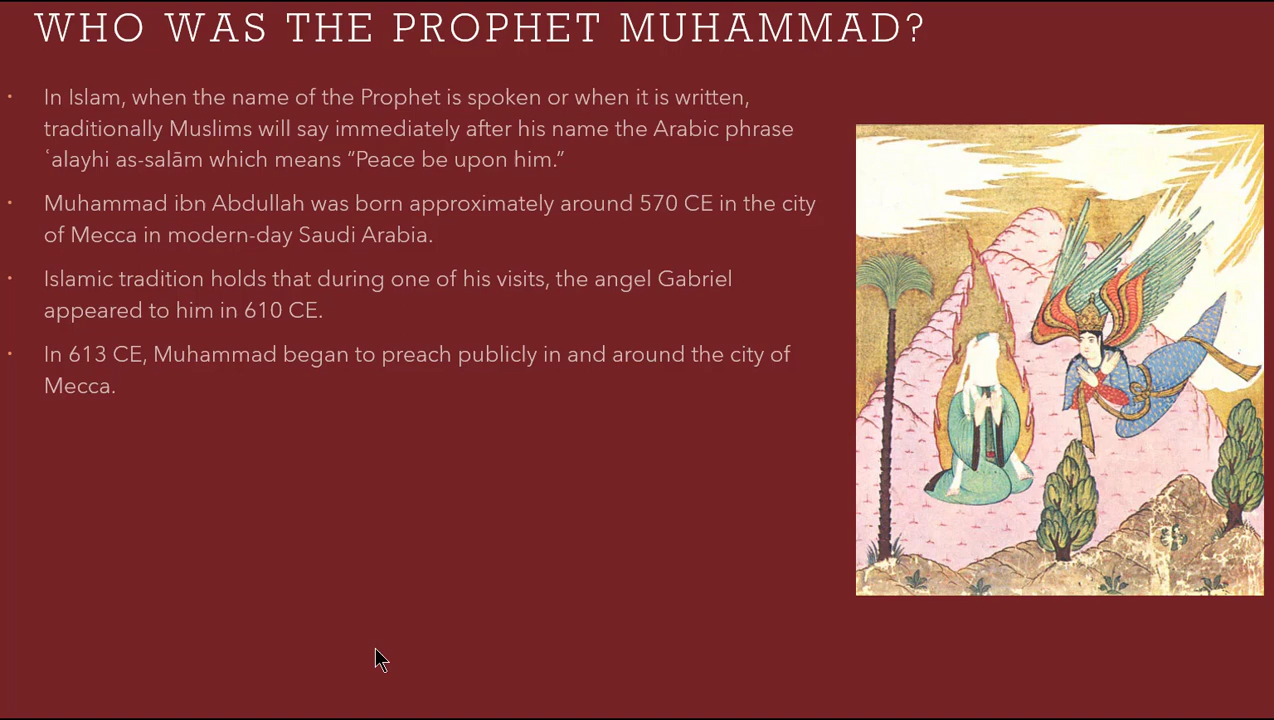 WHO WAS THE PROPHET MUHAMMAD?
• In Islam, when the name of the Prophet is spoken or when it is written,
traditionally Muslims will say immediately after his name the Arabic phrase
ʿalayhi as-salām which means “Peace be upon him.”
• Muhammad ibn Abdullah was born approximately around 570 CE in the city
of Mecca in modern-day Saudi Arabia.
• Islamic tradition holds that during one of his visits, the angel Gabriel
appeared to him in 610 CE.
• In 613 CE, Muhammad began to preach publicly in and around the city of
Mecca.